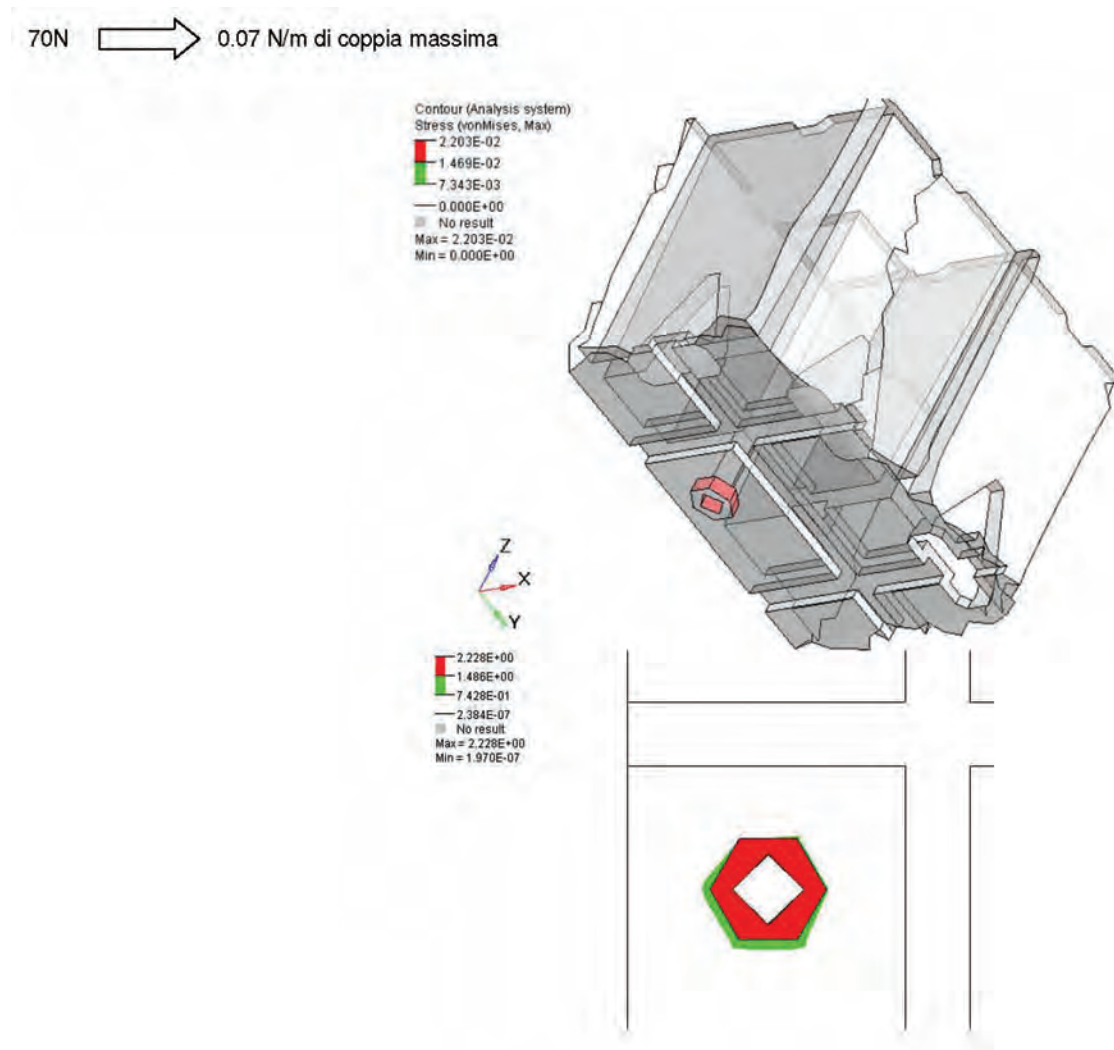 70N 0.07 N/m di coppia massima
Contour (Analysis system)
Stress (vonMises, Max)
2.203E-02
1.469E-02
7.343E-03
0.000E+00
No result
Max = 2.203E-02
Min = 0.000E+00
Z
X
Y
2.228E+00
1.486E+00
7.428E-01
2.384E-07
No result
Max = 2.228E+00
Min = 1.970E-07